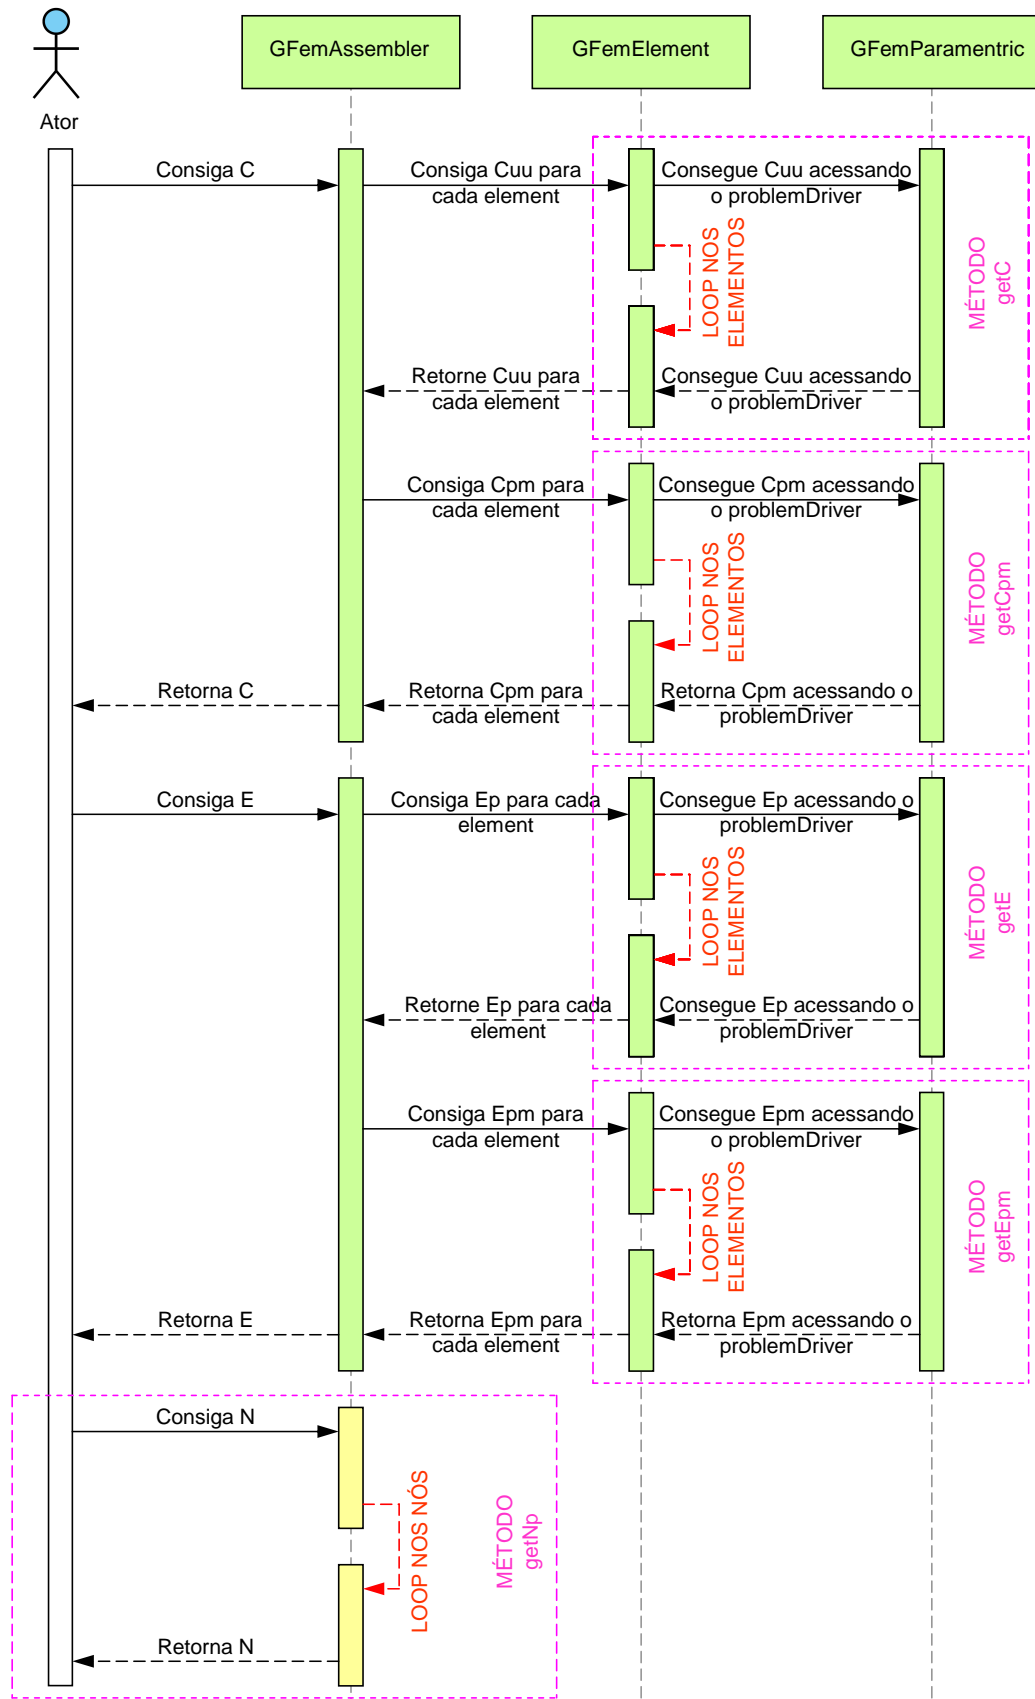 GFemAssembler
GFemElement
GFemParamentric
Ator
Consiga C
Consiga Cuu para
cada element
Consegue Cuu acessando
o problemDriver
LOOP NOS
ELEMENTOS
MÉTODO
getC
Retorne Cuu para
cada element
Consegue Cuu acessando
o problemDriver
Consiga Cpm para
cada element
Consegue Cpm acessando
o problemDriver
LOOP NOS
ELEMENTOS
MÉTODO
getCpm
Retorna C
Retorna Cpm para
cada element
Retorna Cpm acessando o
problemDriver
Consiga E
Consiga Ep para cada
element
Consegue Ep acessando o
problemDriver
LOOP NOS
ELEMENTOS
MÉTODO
getE
Retorne Ep para cada
element
Consegue Ep acessando o
problemDriver
Consiga Epm para
cada element
Consegue Epm acessando
o problemDriver
LOOP NOS
ELEMENTOS
MÉTODO
getEpm
Retorna E
Retorna Epm para
cada element
Retorna Epm acessando o
problemDriver
Consiga N
LOOP NOS NÓS
MÉTODO
getNp
Retorna N